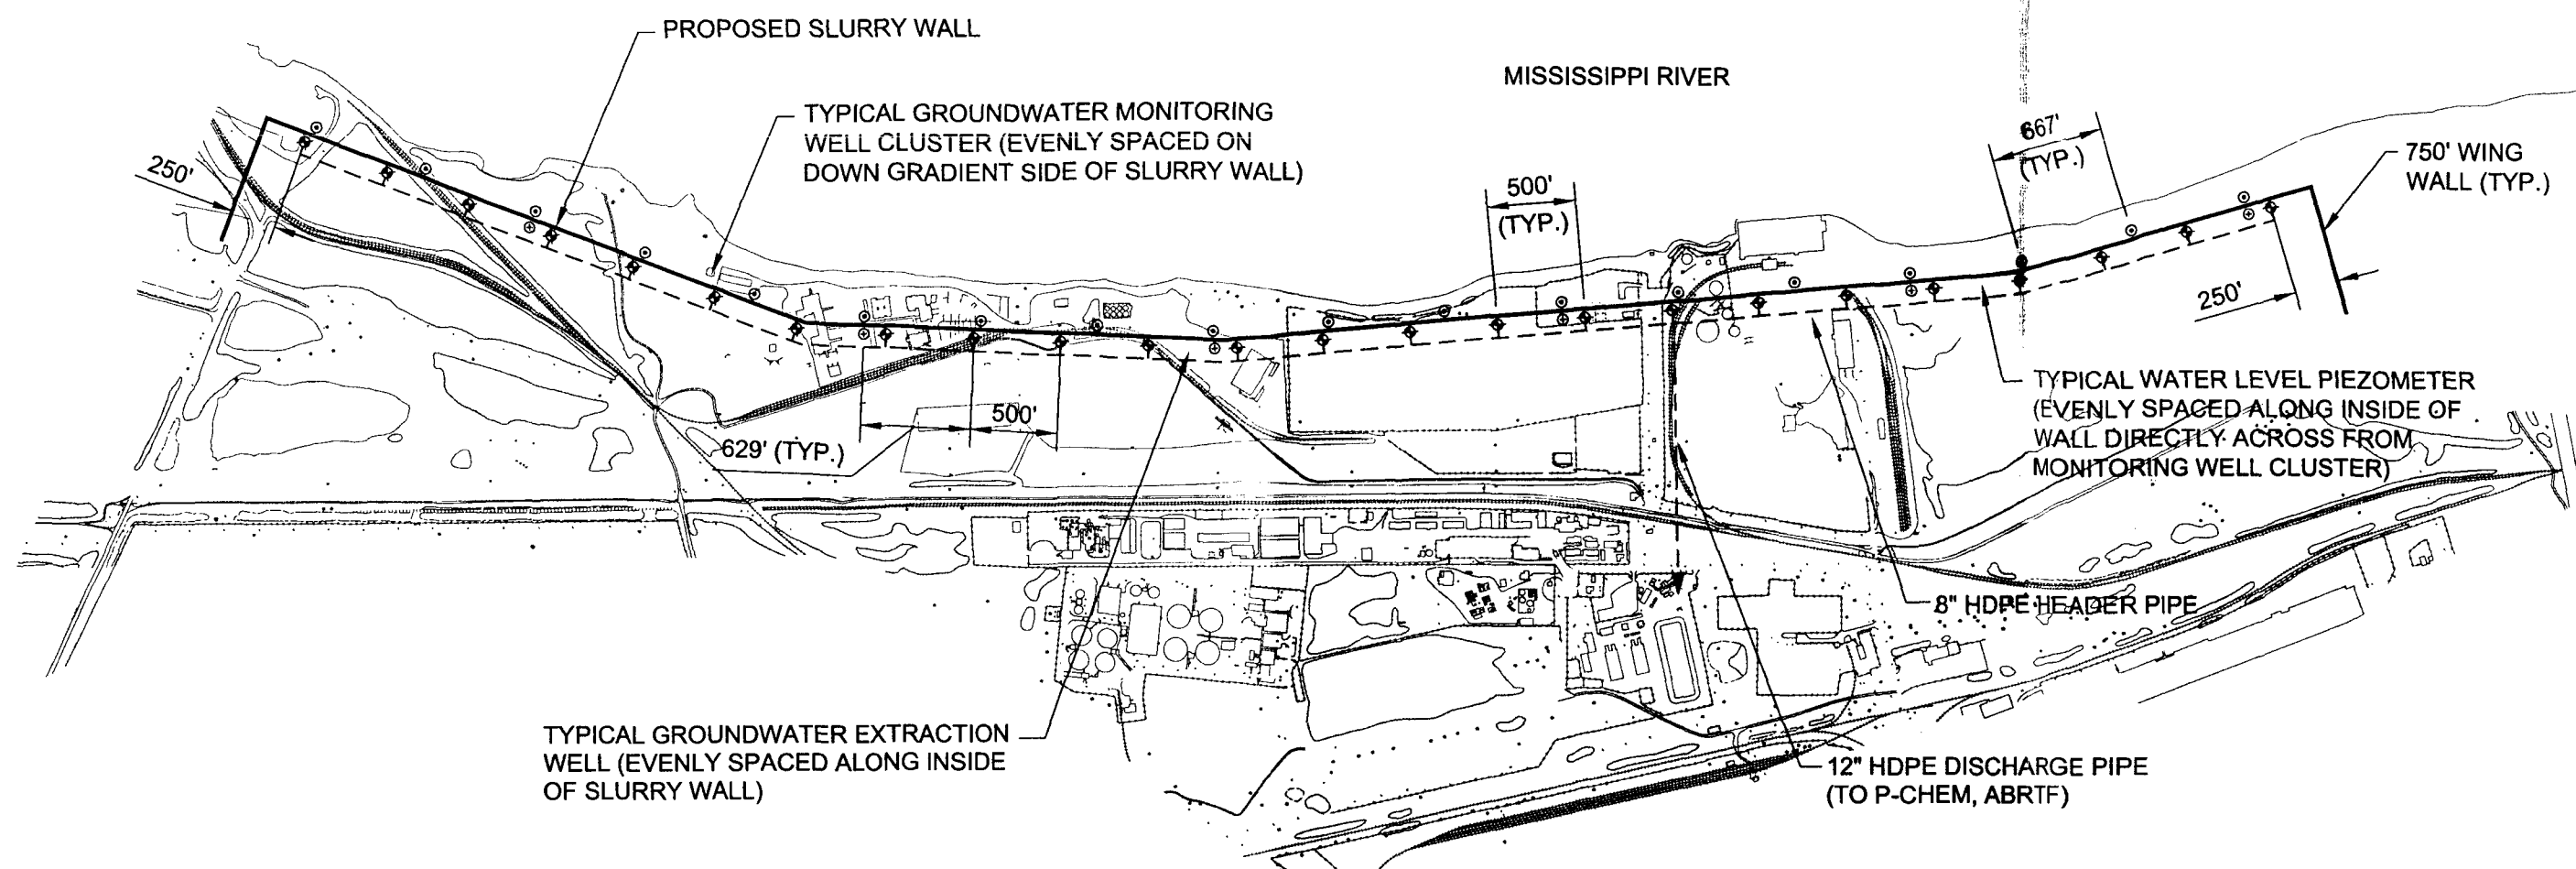 PROPOSED SLURRY WALL
MISSISSIPPI RIVER
TYPICAL GROUNDWATER MONITORING
WELL CLUSTER (EVENLY SPACED ON
DOWN GRADIENT SIDE OF SLURRY WALL)
667'
(TYP.)
750' WING
WALL (TYP.)
250'
500'
(TYP.)
250'
TYPICAL WATER LEVEL PIEZOMETER
(EVENLY SPACED ALONG INSIDE OF
WALL DIRECTLY ACROSS FROM
MONITORING WELL CLUSTER)
500'
629' (TYP.)
8" HDPE HEADER PIPE
TYPICAL GROUNDWATER EXTRACTION
WELL (EVENLY SPACED ALONG INSIDE
OF SLURRY WALL)
12" HDPE DISCHARGE PIPE
(TO P-CHEM, ABRTF)